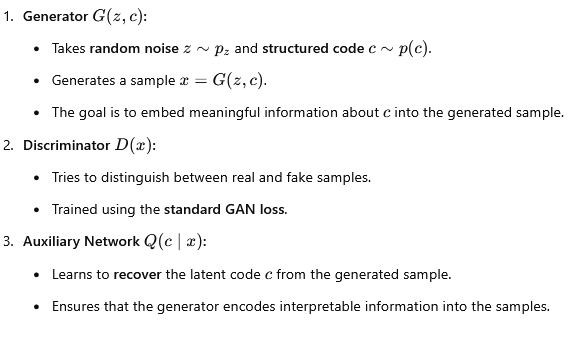 1. Generator G(z, c):
• Takes random noise z ∼ p_z and structured code c ∼ p(c).
• Generates a sample x = G(z, c).
• The goal is to embed meaningful information about c into the generated sample.
2. Discriminator D(x):
• Tries to distinguish between real and fake samples.
• Trained using the standard GAN loss.
3. Auxiliary Network Q(c | x):
• Learns to recover the latent code c from the generated sample.
• Ensures that the generator encodes interpretable information into the samples.